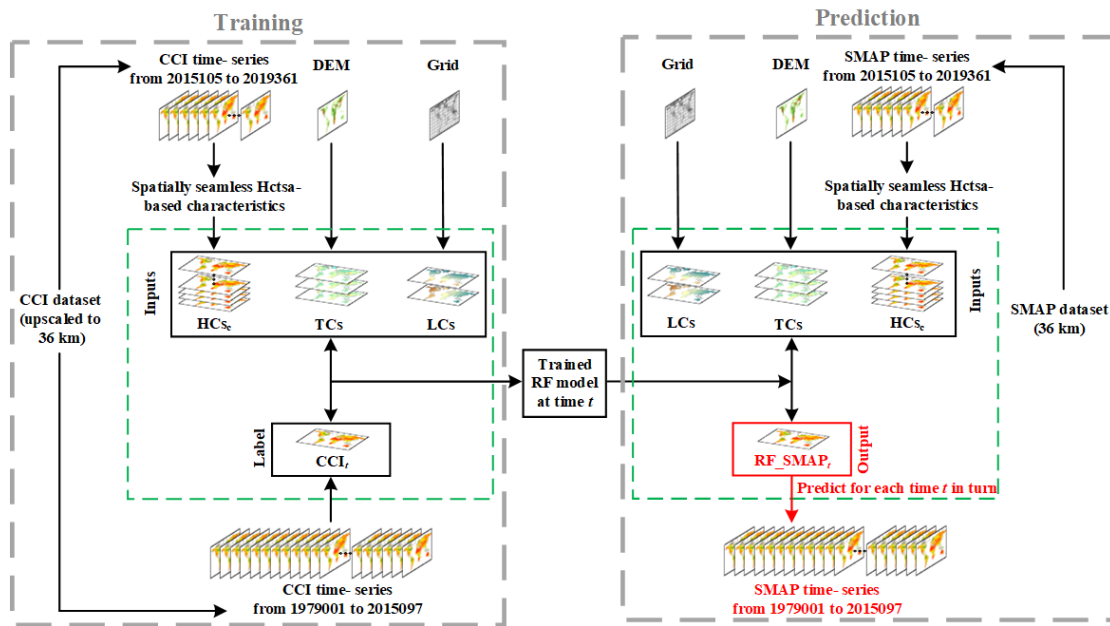 Training
CCI time- series
from 2015105 to 2019361
DEM
Grid
Spatially seamless Hctsa-
based characteristics
CCI dataset
(upscaled to
36 km)
Inputs
HCsc
TCs
LCs
Label
CCIt
CCI time- series
from 1979001 to 2015097
Trained
RF model
at time t
Prediction
Grid
DEM
SMAP time- series
from 2015105 to 2019361
Spatially seamless Hctsa-
based characteristics
LCs
TCs
HCsc
Inputs
SMAP dataset
(36 km)
RF_SMAPt
Output
Predict for each time t in turn
SMAP time- series
from 1979001 to 2015097